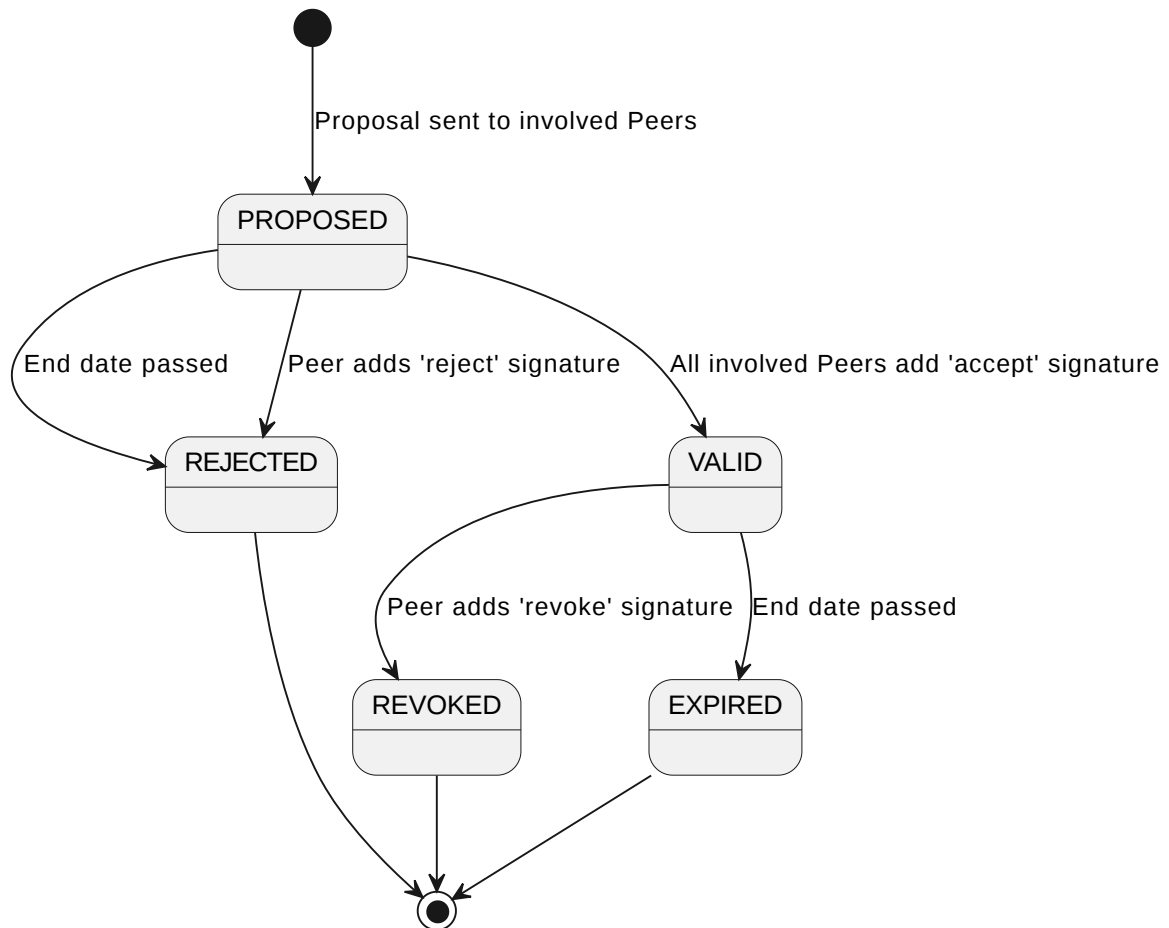 Proposal sent to involved Peers
PROPOSED
End date passed
Peer adds 'reject' signature
All involved Peers add 'accept' signature
REJECTED
VALID
Peer adds 'revoke' signature
End date passed
REVOKED
EXPIRED